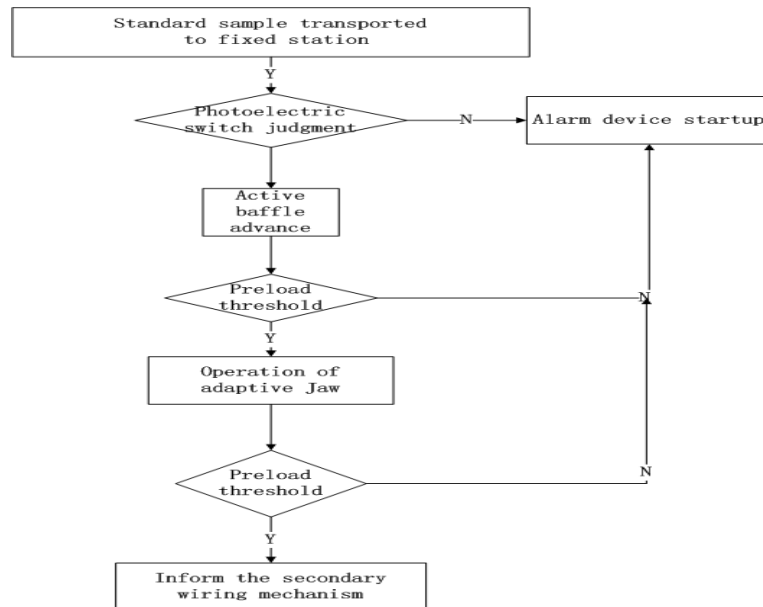 Standard sample transported
to fixed station
Y
Photoelectric
switch judgment
N
Alarm device startup
Active
baffle
advance
Preload
threshold
N
Y
Operation of
adaptive Jaw
Preload
threshold
N
Y
Inform the secondary
wiring mechanism